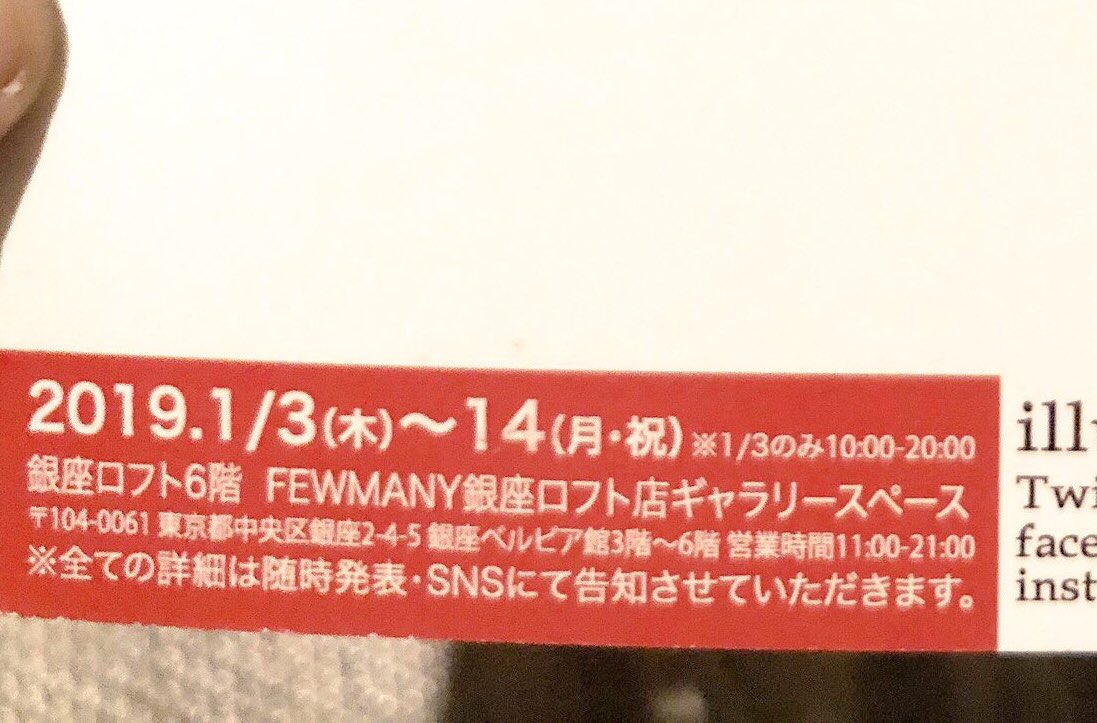 2019.1/3(木)〜14(月・祝) ※1/3のみ10:00-20:00
銀座ロフト6階 FEWMANY銀座ロフト店ギャラリースペース
〒104-0061 東京都中央区銀座2-4-5 銀座ベルビア館3階〜6階 営業時間11:00-21:00
※全ての詳細は随時発表・SNSにて告知させていただきます。
illu
Twi
face
inst